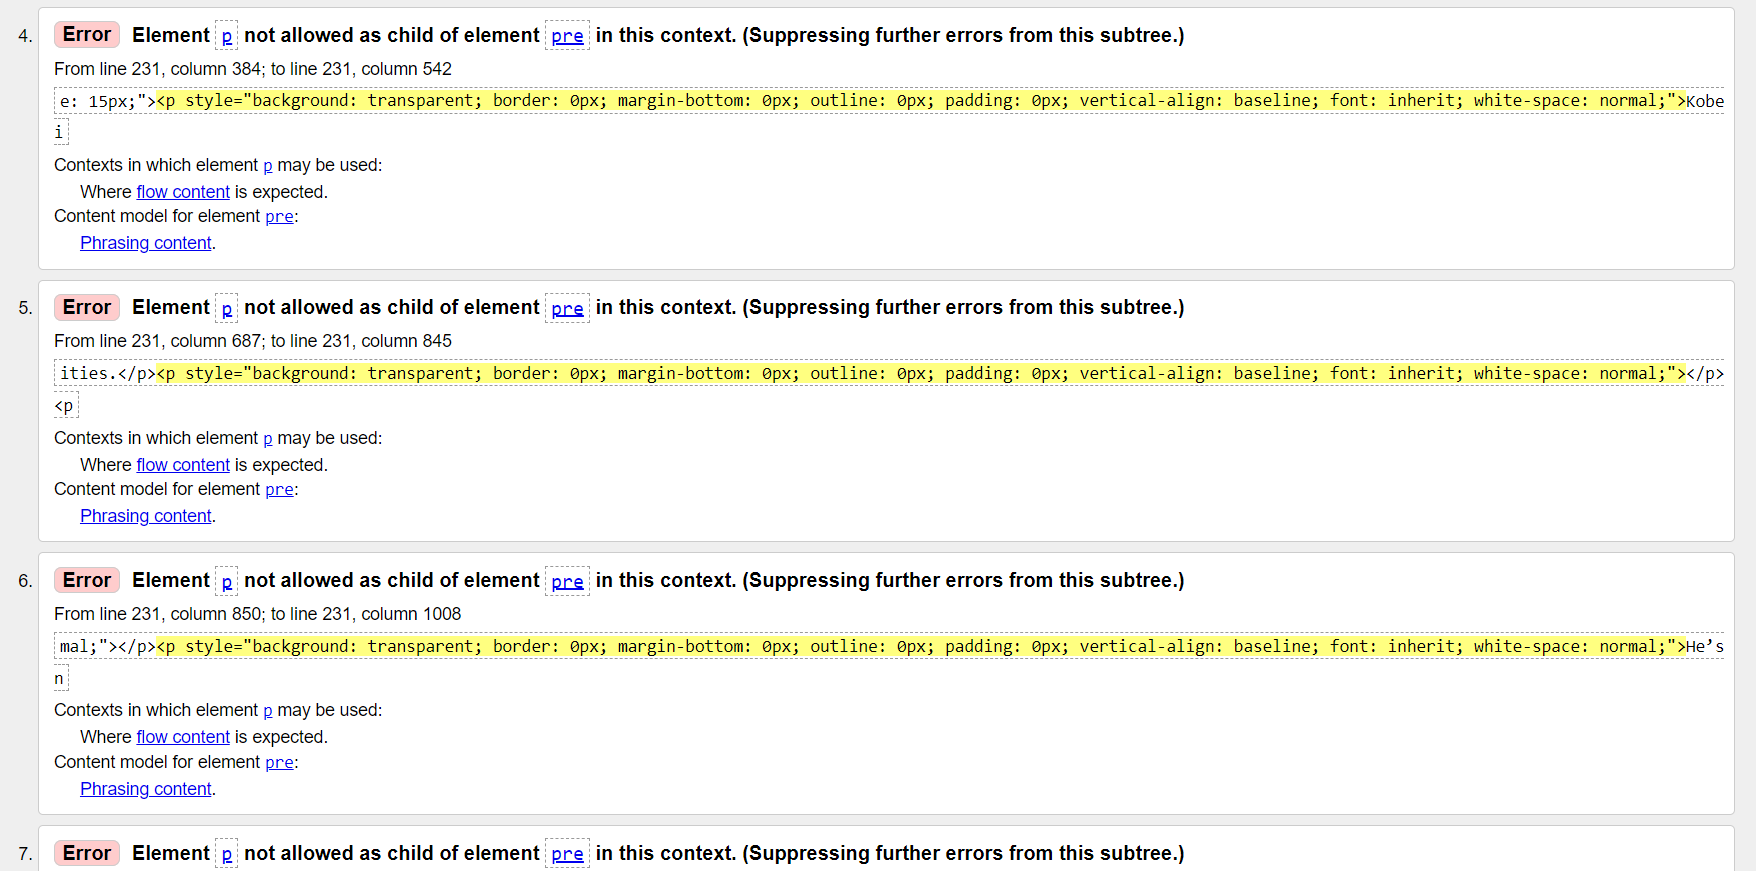 4. Error Element p not allowed as child of element pre in this context. (Suppressing further errors from this subtree.)
From line 231, column 384; to line 231, column 542
e: 15px;"><p style="background: transparent; border: 0px; margin-bottom: 0px; outline: 0px; padding: 0px; vertical-align: baseline; font: inherit; white-space: normal;">Kobe
i
Contexts in which element p may be used:
Where flow content is expected.
Content model for element pre:
Phrasing content.
5. Error Element p not allowed as child of element pre in this context. (Suppressing further errors from this subtree.)
From line 231, column 687; to line 231, column 845
ities.</p><p style="background: transparent; border: 0px; margin-bottom: 0px; outline: 0px; padding: 0px; vertical-align: baseline; font: inherit; white-space: normal;"></p>
<p
Contexts in which element p may be used:
Where flow content is expected.
Content model for element pre:
Phrasing content.
6. Error Element p not allowed as child of element pre in this context. (Suppressing further errors from this subtree.)
From line 231, column 850; to line 231, column 1008
mal;"></p><p style="background: transparent; border: 0px; margin-bottom: 0px; outline: 0px; padding: 0px; vertical-align: baseline; font: inherit; white-space: normal;">He’s
n
Contexts in which element p may be used:
Where flow content is expected.
Content model for element pre:
Phrasing content.
7. Error Element p not allowed as child of element pre in this context. (Suppressing further errors from this subtree.)